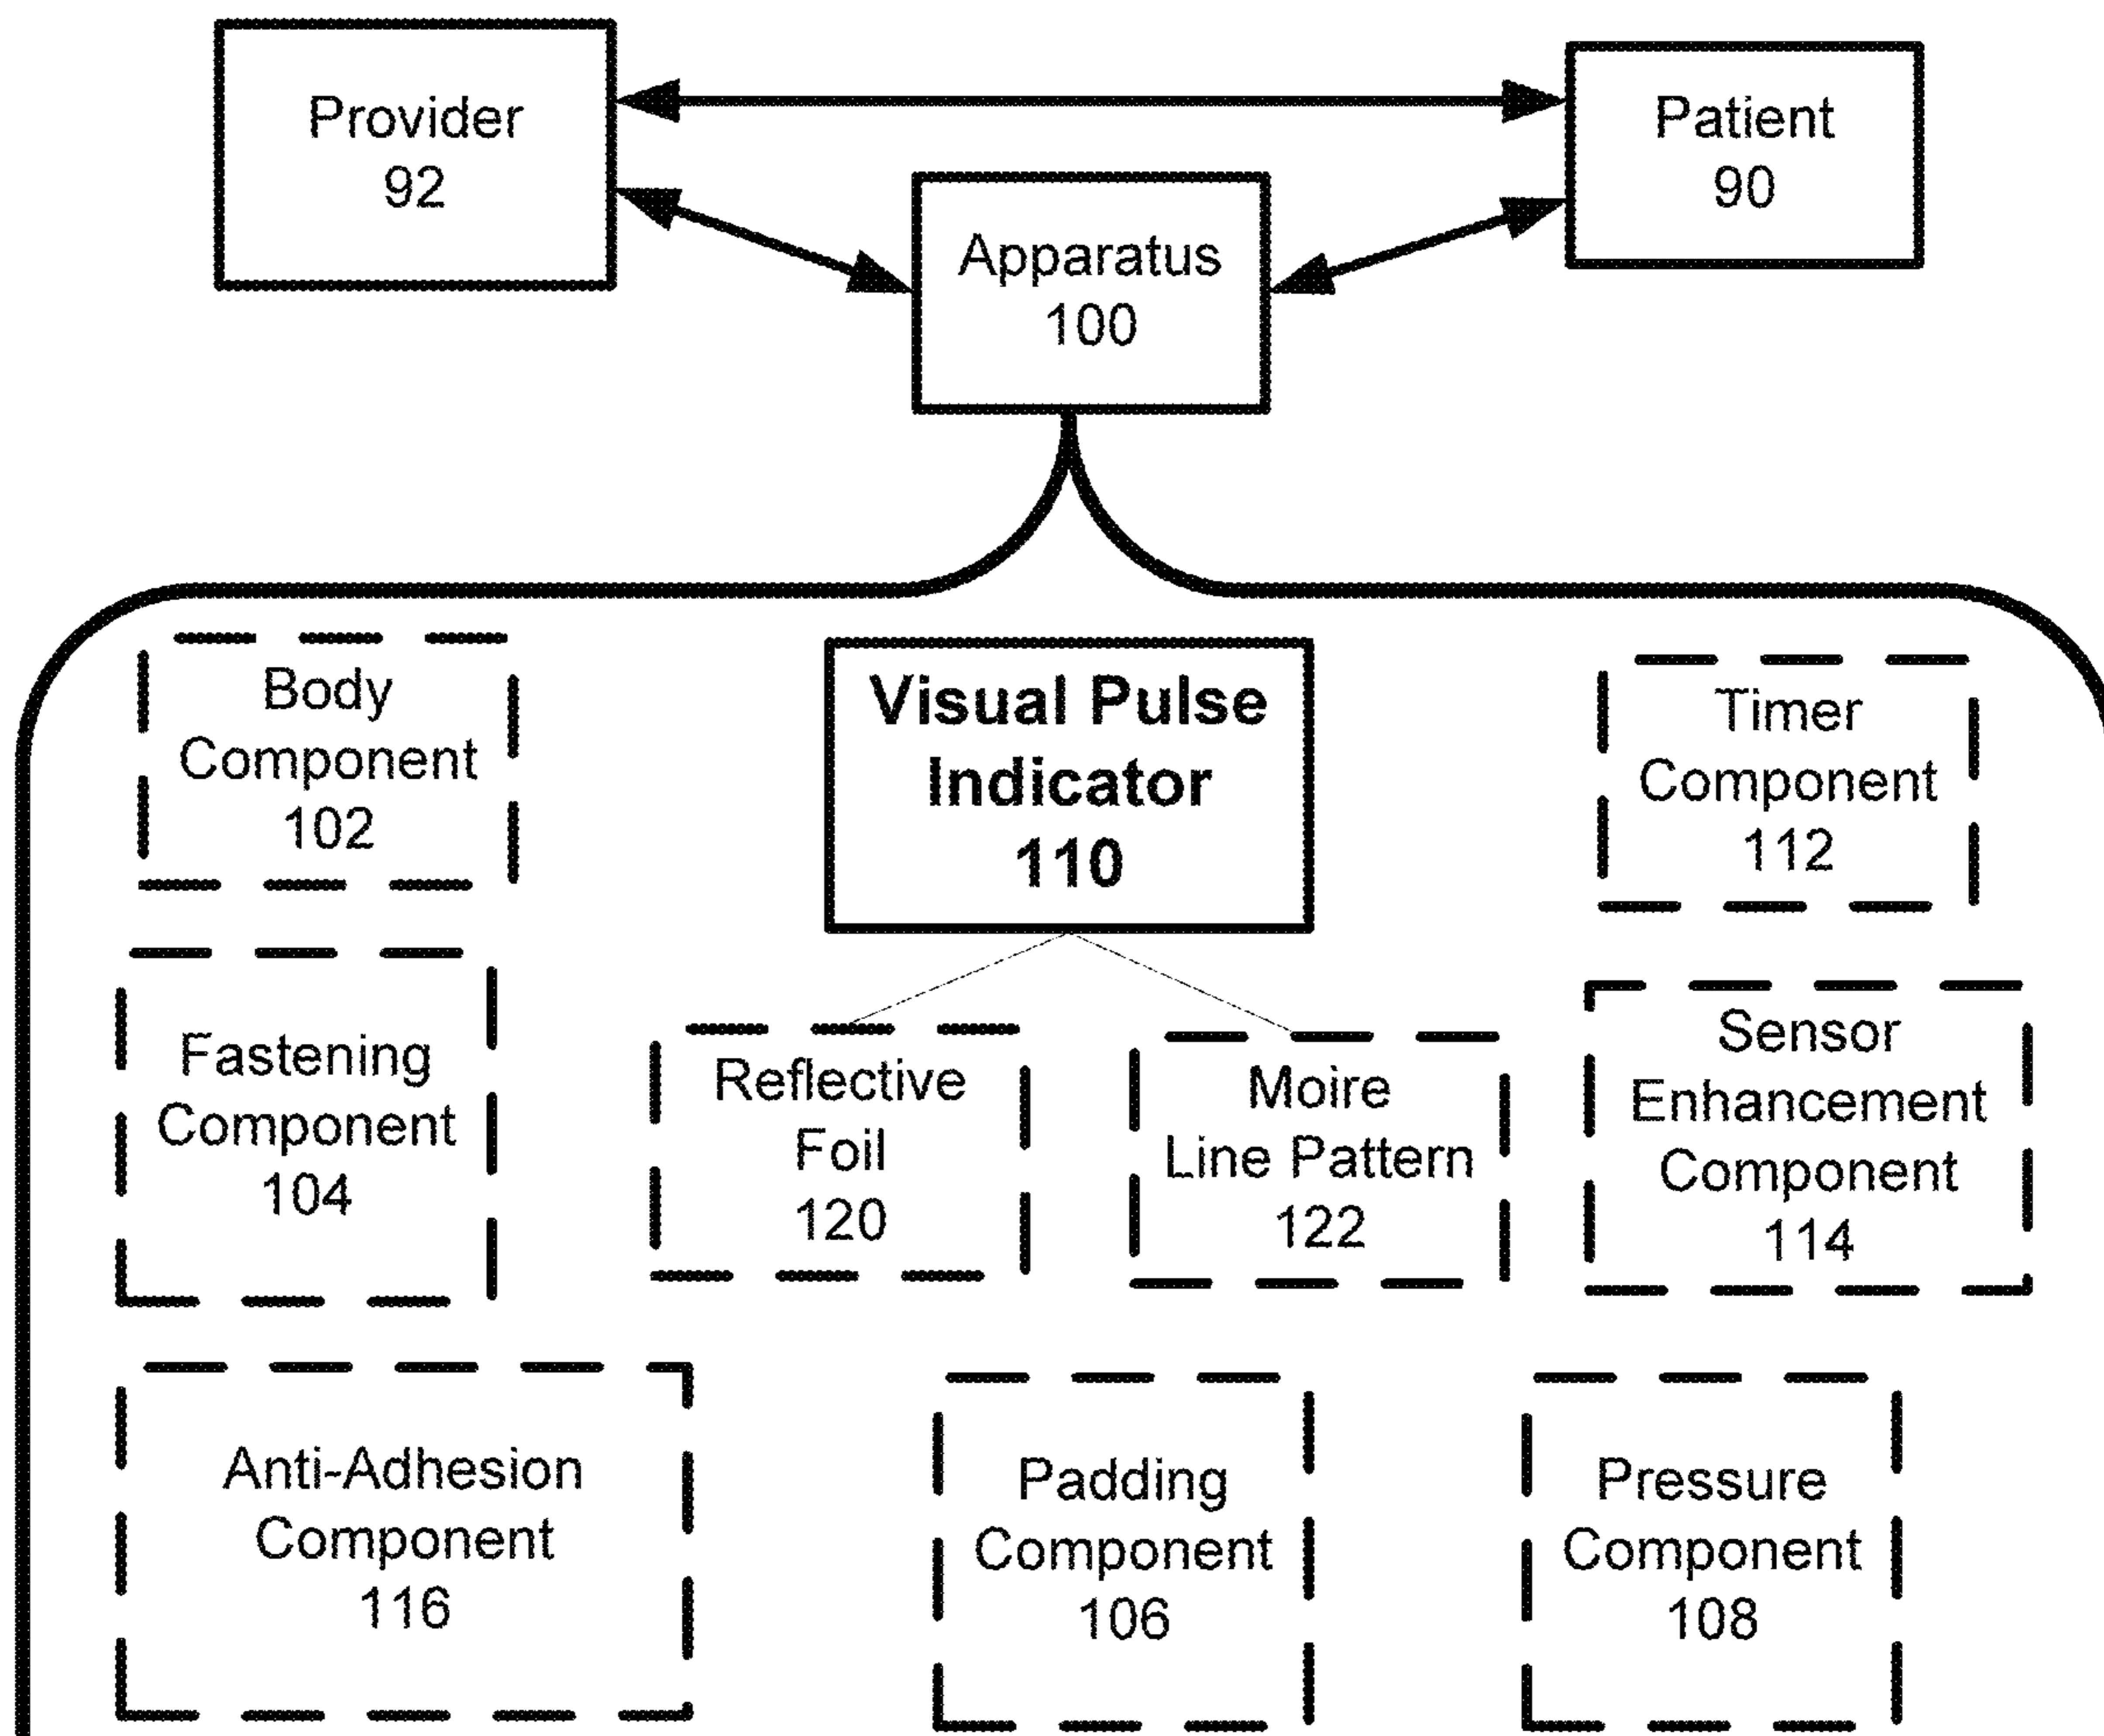 Provider
92
Patient
90
Apparatus
100
Body
Component
102
Visual Pulse
Indicator
110
Timer
Component
112
Fastening
Component
104
Reflective
Foil
120
Moire
Line Pattern
122
Sensor
Enhancement
Component
114
Anti-Adhesion
Component
116
Padding
Component
106
Pressure
Component
108